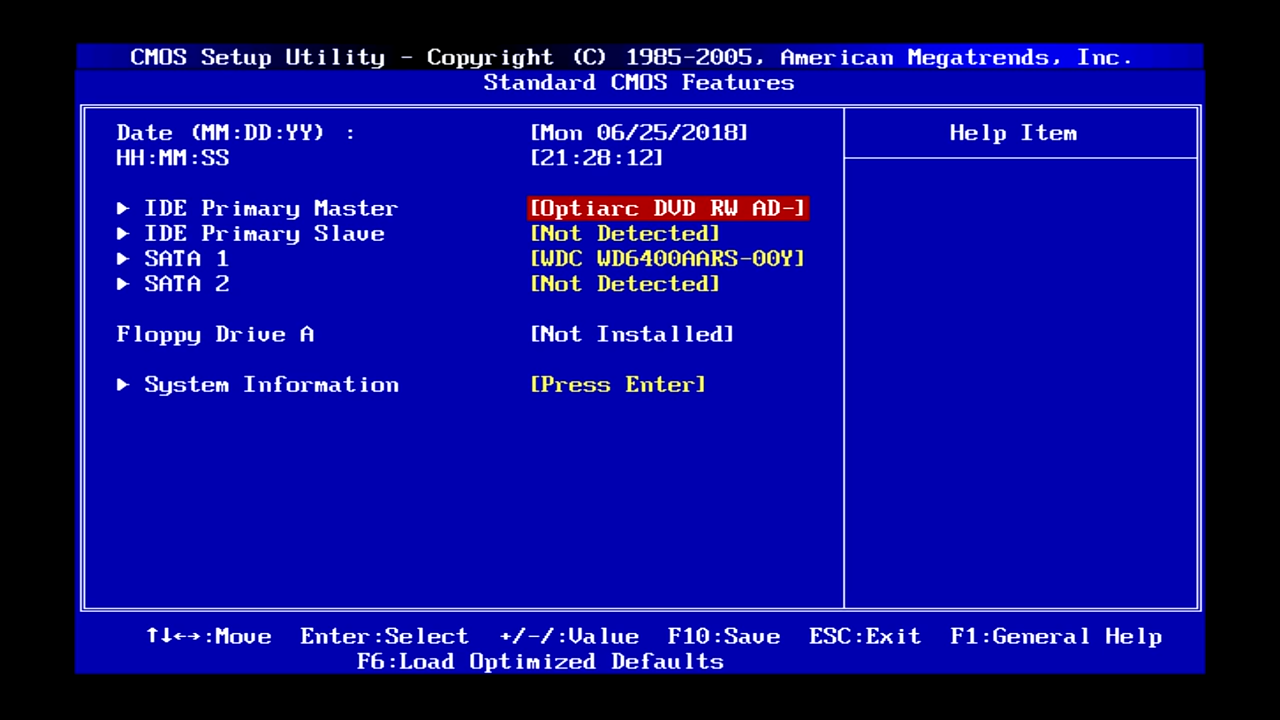 CMOS Setup Utility - Copyright (C) 1985-2005, American Megatrends, Inc.
Standard CMOS Features
Date (MM:DD:YY) : [Mon 06/25/2018] Help Item
HH:MM:SS [21:28:12]
► IDE Primary Master [Optiarc DVD RW AD-]
► IDE Primary Slave [Not Detected]
► SATA 1 [WDC WD6400AARS-00Y]
► SATA 2 [Not Detected]
Floppy Drive A [Not Installed]
► System Information [Press Enter]
↑↓←→:Move Enter:Select +/-/:Value F10:Save ESC:Exit F1:General Help
F6:Load Optimized Defaults